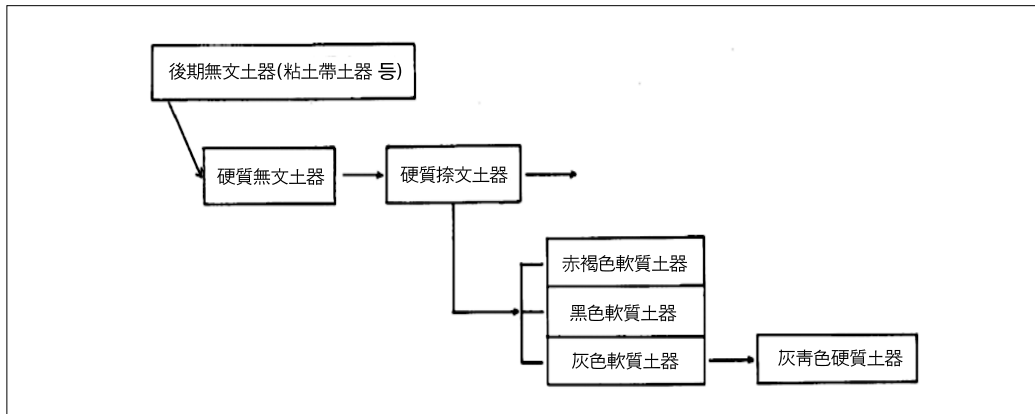 後期無文土器(粘土帶土器 등)
硬質無文土器
硬質捺文土器
赤褐色軟質土器
黑色軟質土器
灰色軟質土器
灰靑色硬質土器